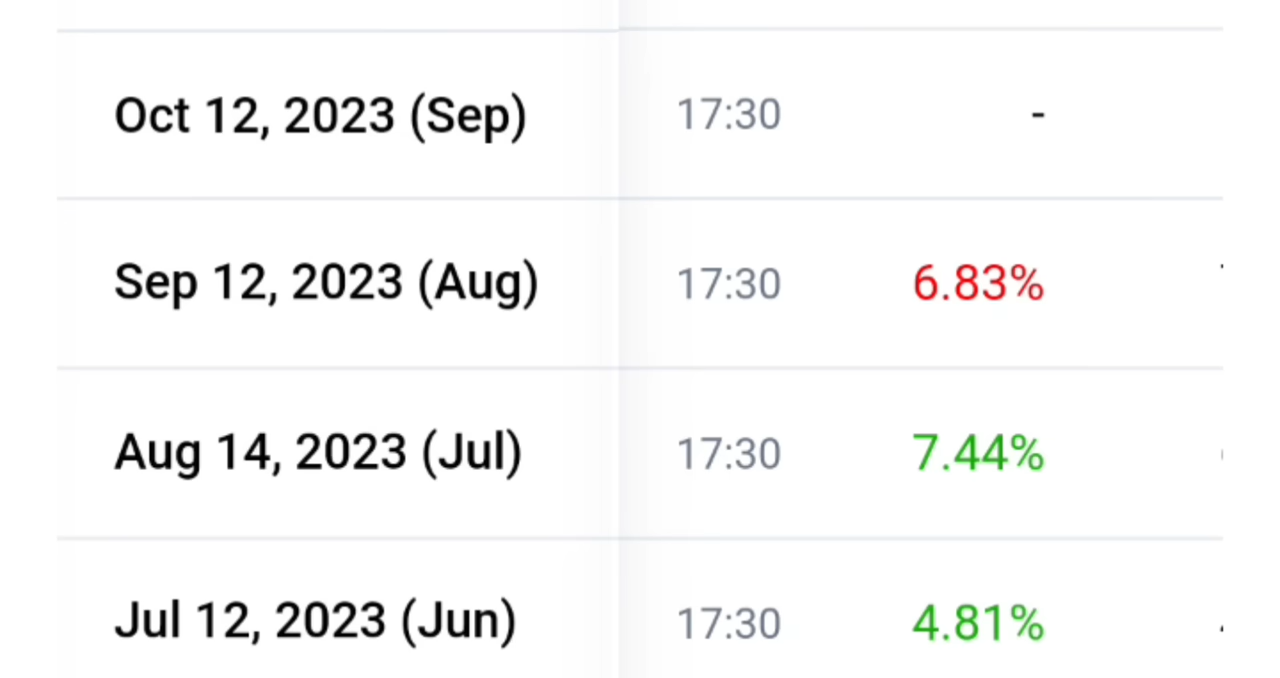 Oct 12, 2023 (Sep) 17:30 -
Sep 12, 2023 (Aug) 17:30 6.83%
Aug 14, 2023 (Jul) 17:30 7.44%
Jul 12, 2023 (Jun) 17:30 4.81%